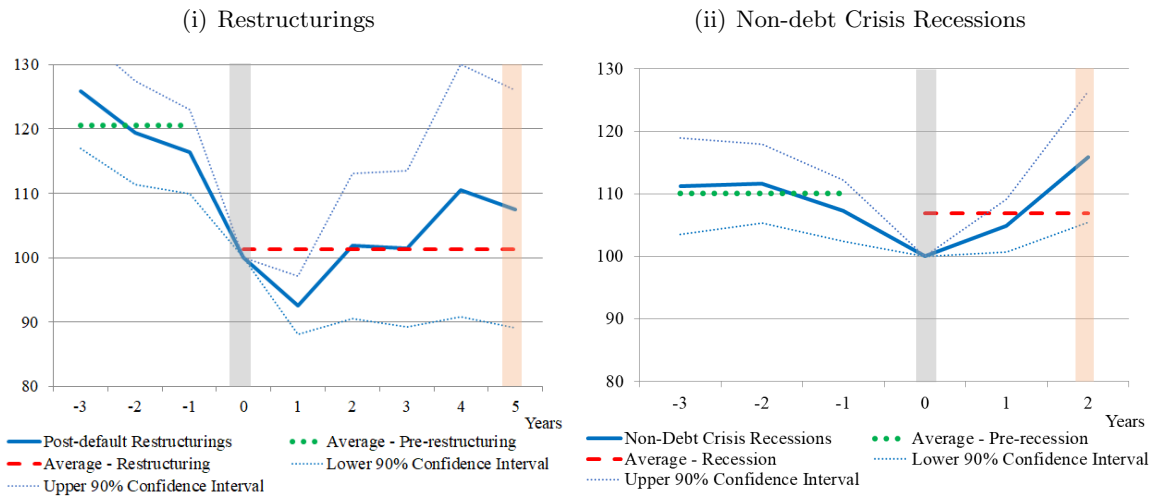 (i) Restructurings
130
120
110
100
90
80
-3 -2 -1 0 1 2 3 4 5
Years
Post-default Restructurings
Average - Pre-restructuring
Average - Restructuring
Lower 90% Confidence Interval
Upper 90% Confidence Interval
(ii) Non-debt Crisis Recessions
130
120
110
100
90
80
-3 -2 -1 0 1 2
Years
Non-Debt Crisis Recessions
Average - Pre-recession
Average - Recession
Lower 90% Confidence Interval
Upper 90% Confidence Interval